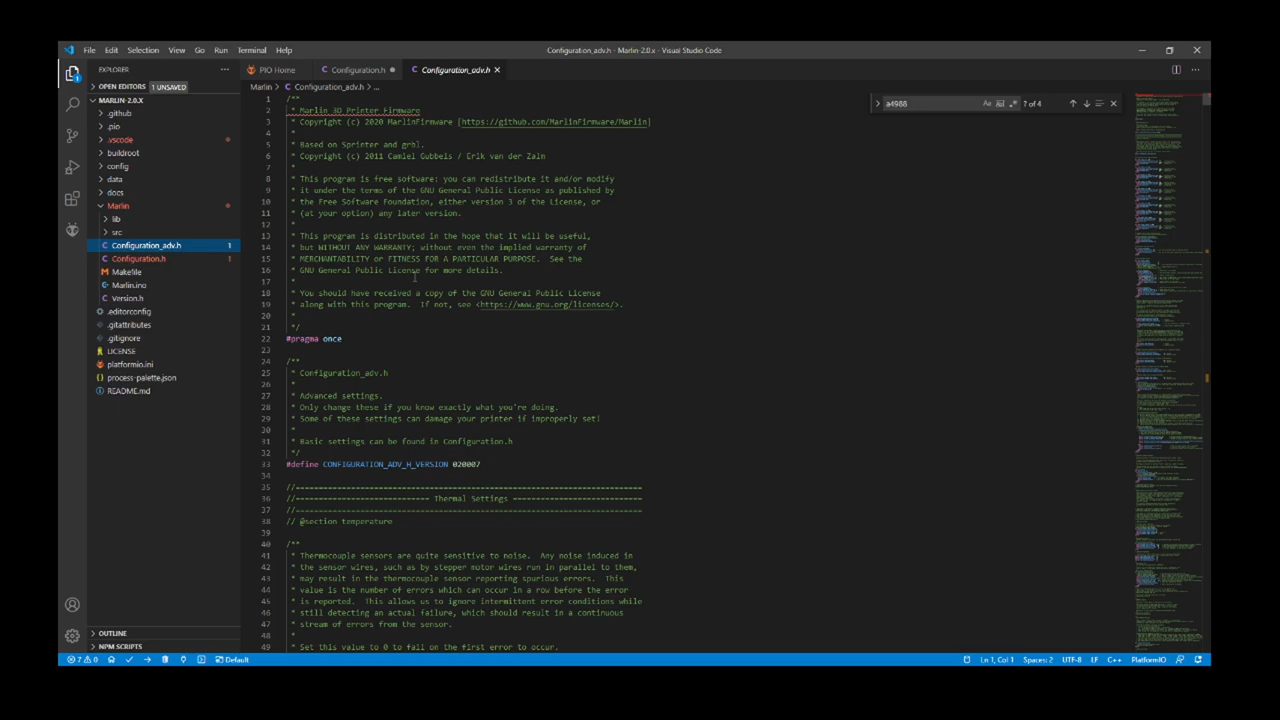 File Edit Selection View Go Run Terminal Help
Configuration_adv.h - Marlin-2.0.x - Visual Studio Code
EXPLORER ...
PIO Home
Configuration.h
Configuration_adv.h
OPEN EDITORS 1 UNSAVED
Marlin > C Configuration_adv.h > ...
a4988
Aa
? of 4
MARLIN-2.0.X
.github
.pio
.vscode
buildroot
config
data
docs
Marlin
lib
src
Configuration_adv.h 1
Configuration.h 1
Makefile
Marlin.ino
Version.h
.editorconfig
.gitattributes
.gitignore
LICENSE
platformio.ini
process-palette.json
README.md
OUTLINE
NPM SCRIPTS
1 /**
2 * Marlin 3D Printer Firmware
3 * Copyright (c) 2020 MarlinFirmware [https://github.com/MarlinFirmware/Marlin]
4 *
5 * Based on Sprinter and grbl.
6 * Copyright (c) 2011 Camiel Gubbels / Erik van der Zalm
7 *
8 * This program is free software: you can redistribute it and/or modify
9 * it under the terms of the GNU General Public License as published by
10 * the Free Software Foundation, either version 3 of the License, or
11 * (at your option) any later version.
12 *
13 * This program is distributed in the hope that it will be useful,
14 * but WITHOUT ANY WARRANTY; without even the implied warranty of
15 * MERCHANTABILITY or FITNESS FOR A PARTICULAR PURPOSE.  See the
16 * GNU General Public License for more details.
17 *
18 * You should have received a copy of the GNU General Public License
19 * along with this program.  If not, see <https://www.gnu.org/licenses/>.
20 *
21 */
22 #pragma once
23
24 /**
25 * Configuration_adv.h
26 *
27 * Advanced settings.
28 * Only change these if you know exactly what you're doing.
29 * Some of these settings can damage your printer if improperly set!
30 *
31 * Basic settings can be found in Configuration.h
32 */
33 #define CONFIGURATION_ADV_H_VERSION 020007
34
35 //===========================================================================
36 //============================= Thermal Settings ============================
37 //===========================================================================
38 // @section temperature
39
40 /**
41 * Thermocouple sensors are quite sensitive to noise.  Any noise induced in
42 * the sensor wires, such as by stepper motor wires run in parallel to them,
43 * may result in the thermocouple sensor reporting spurious errors.  This
44 * value is the number of errors which can occur in a row before the error
45 * is reported.  This allows us to ignore intermittent error conditions while
46 * still detecting an actual failure, which should result in a continuous
47 * stream of errors from the sensor.
48 *
49 * Set this value to 0 to fail on the first error to occur.
7 0
Default
Ln 1, Col 1 Spaces: 2 UTF-8 LF C++ PlatformIO